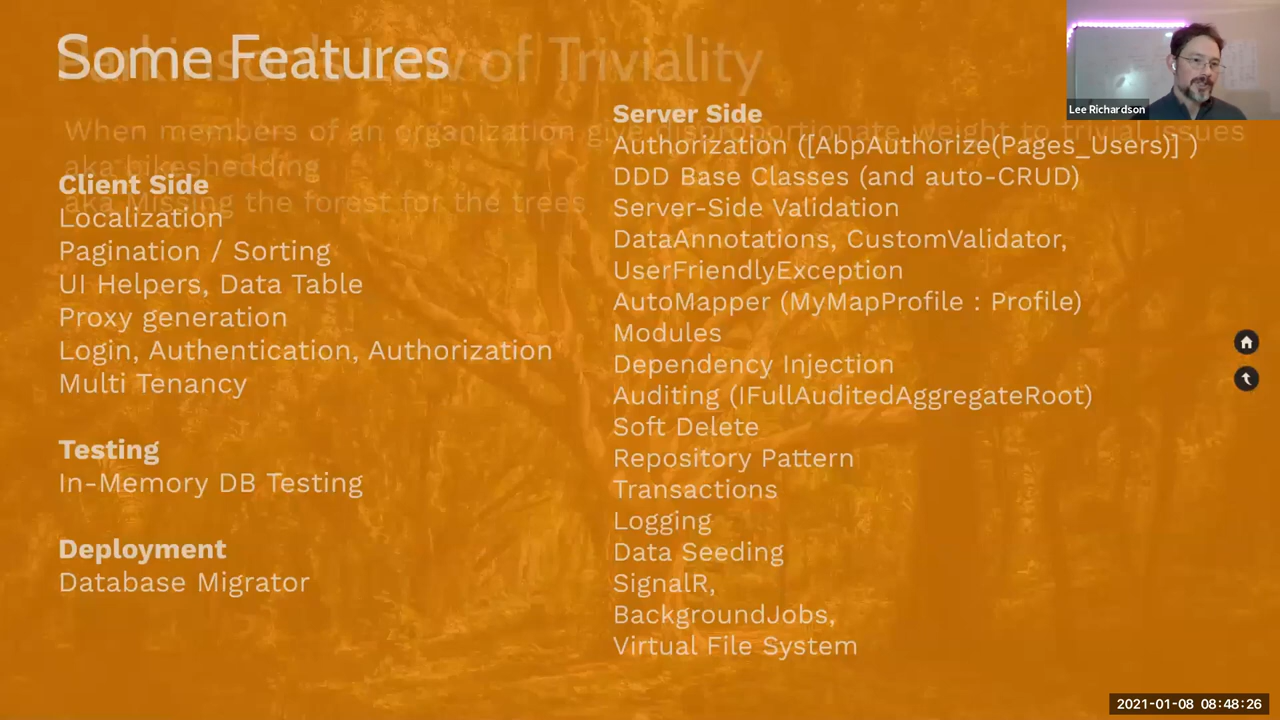 Some Features
Parkinson's Law of Triviality
When members of an organization give disproportionate weight to trivial issues
aka bikeshedding
aka Missing the forest for the trees
Client Side
Localization
Pagination / Sorting
UI Helpers, Data Table
Proxy generation
Login, Authentication, Authorization
Multi Tenancy
Testing
In-Memory DB Testing
Deployment
Database Migrator
Server Side
Authorization ([AbpAuthorize(Pages_Users)] )
DDD Base Classes (and auto-CRUD)
Server-Side Validation
DataAnnotations, CustomValidator,
UserFriendlyException
AutoMapper (MyMapProfile : Profile)
Modules
Dependency Injection
Auditing (IFullAuditedAggregateRoot)
Soft Delete
Repository Pattern
Transactions
Logging
Data Seeding
SignalR,
BackgroundJobs,
Virtual File System
Lee Richardson
2021-01-08 08:48:26